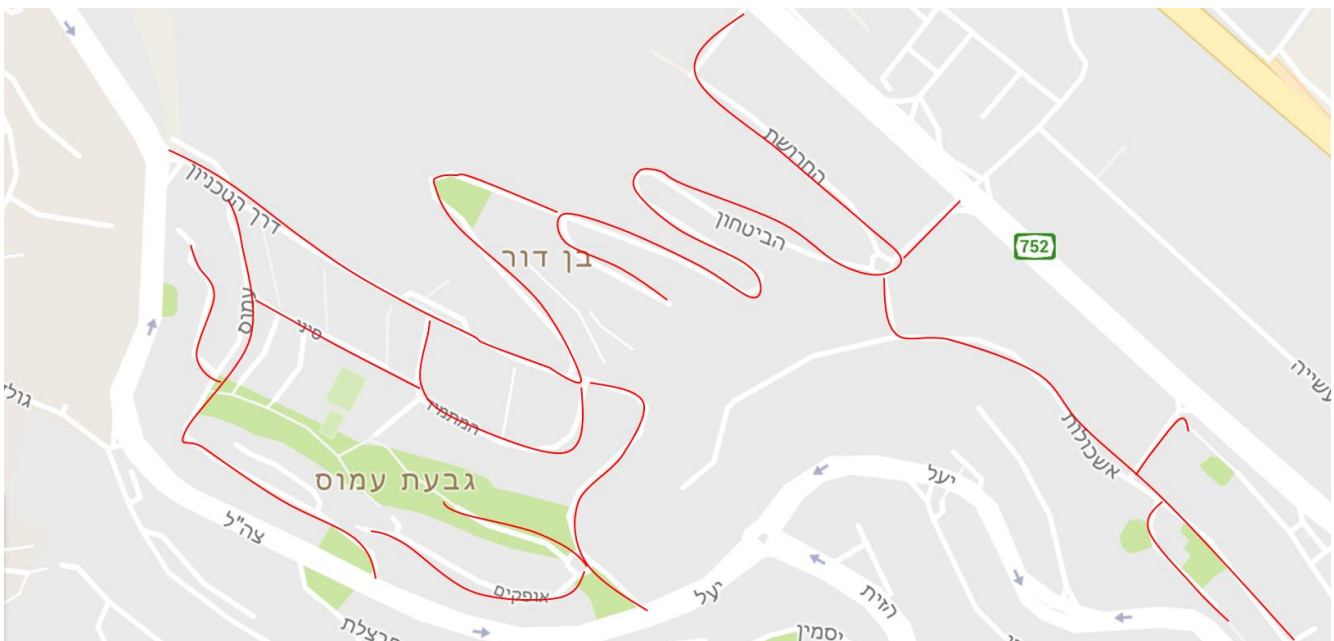 החרושת
דרך הטכניון
הביטחון
752
בן דור
עמוס
סיני
עשייה
גולד
המתמיד
אשכולות
גבעת עמוס
יעל
צה"ל
אופקים
יעל
הזית
יסמין